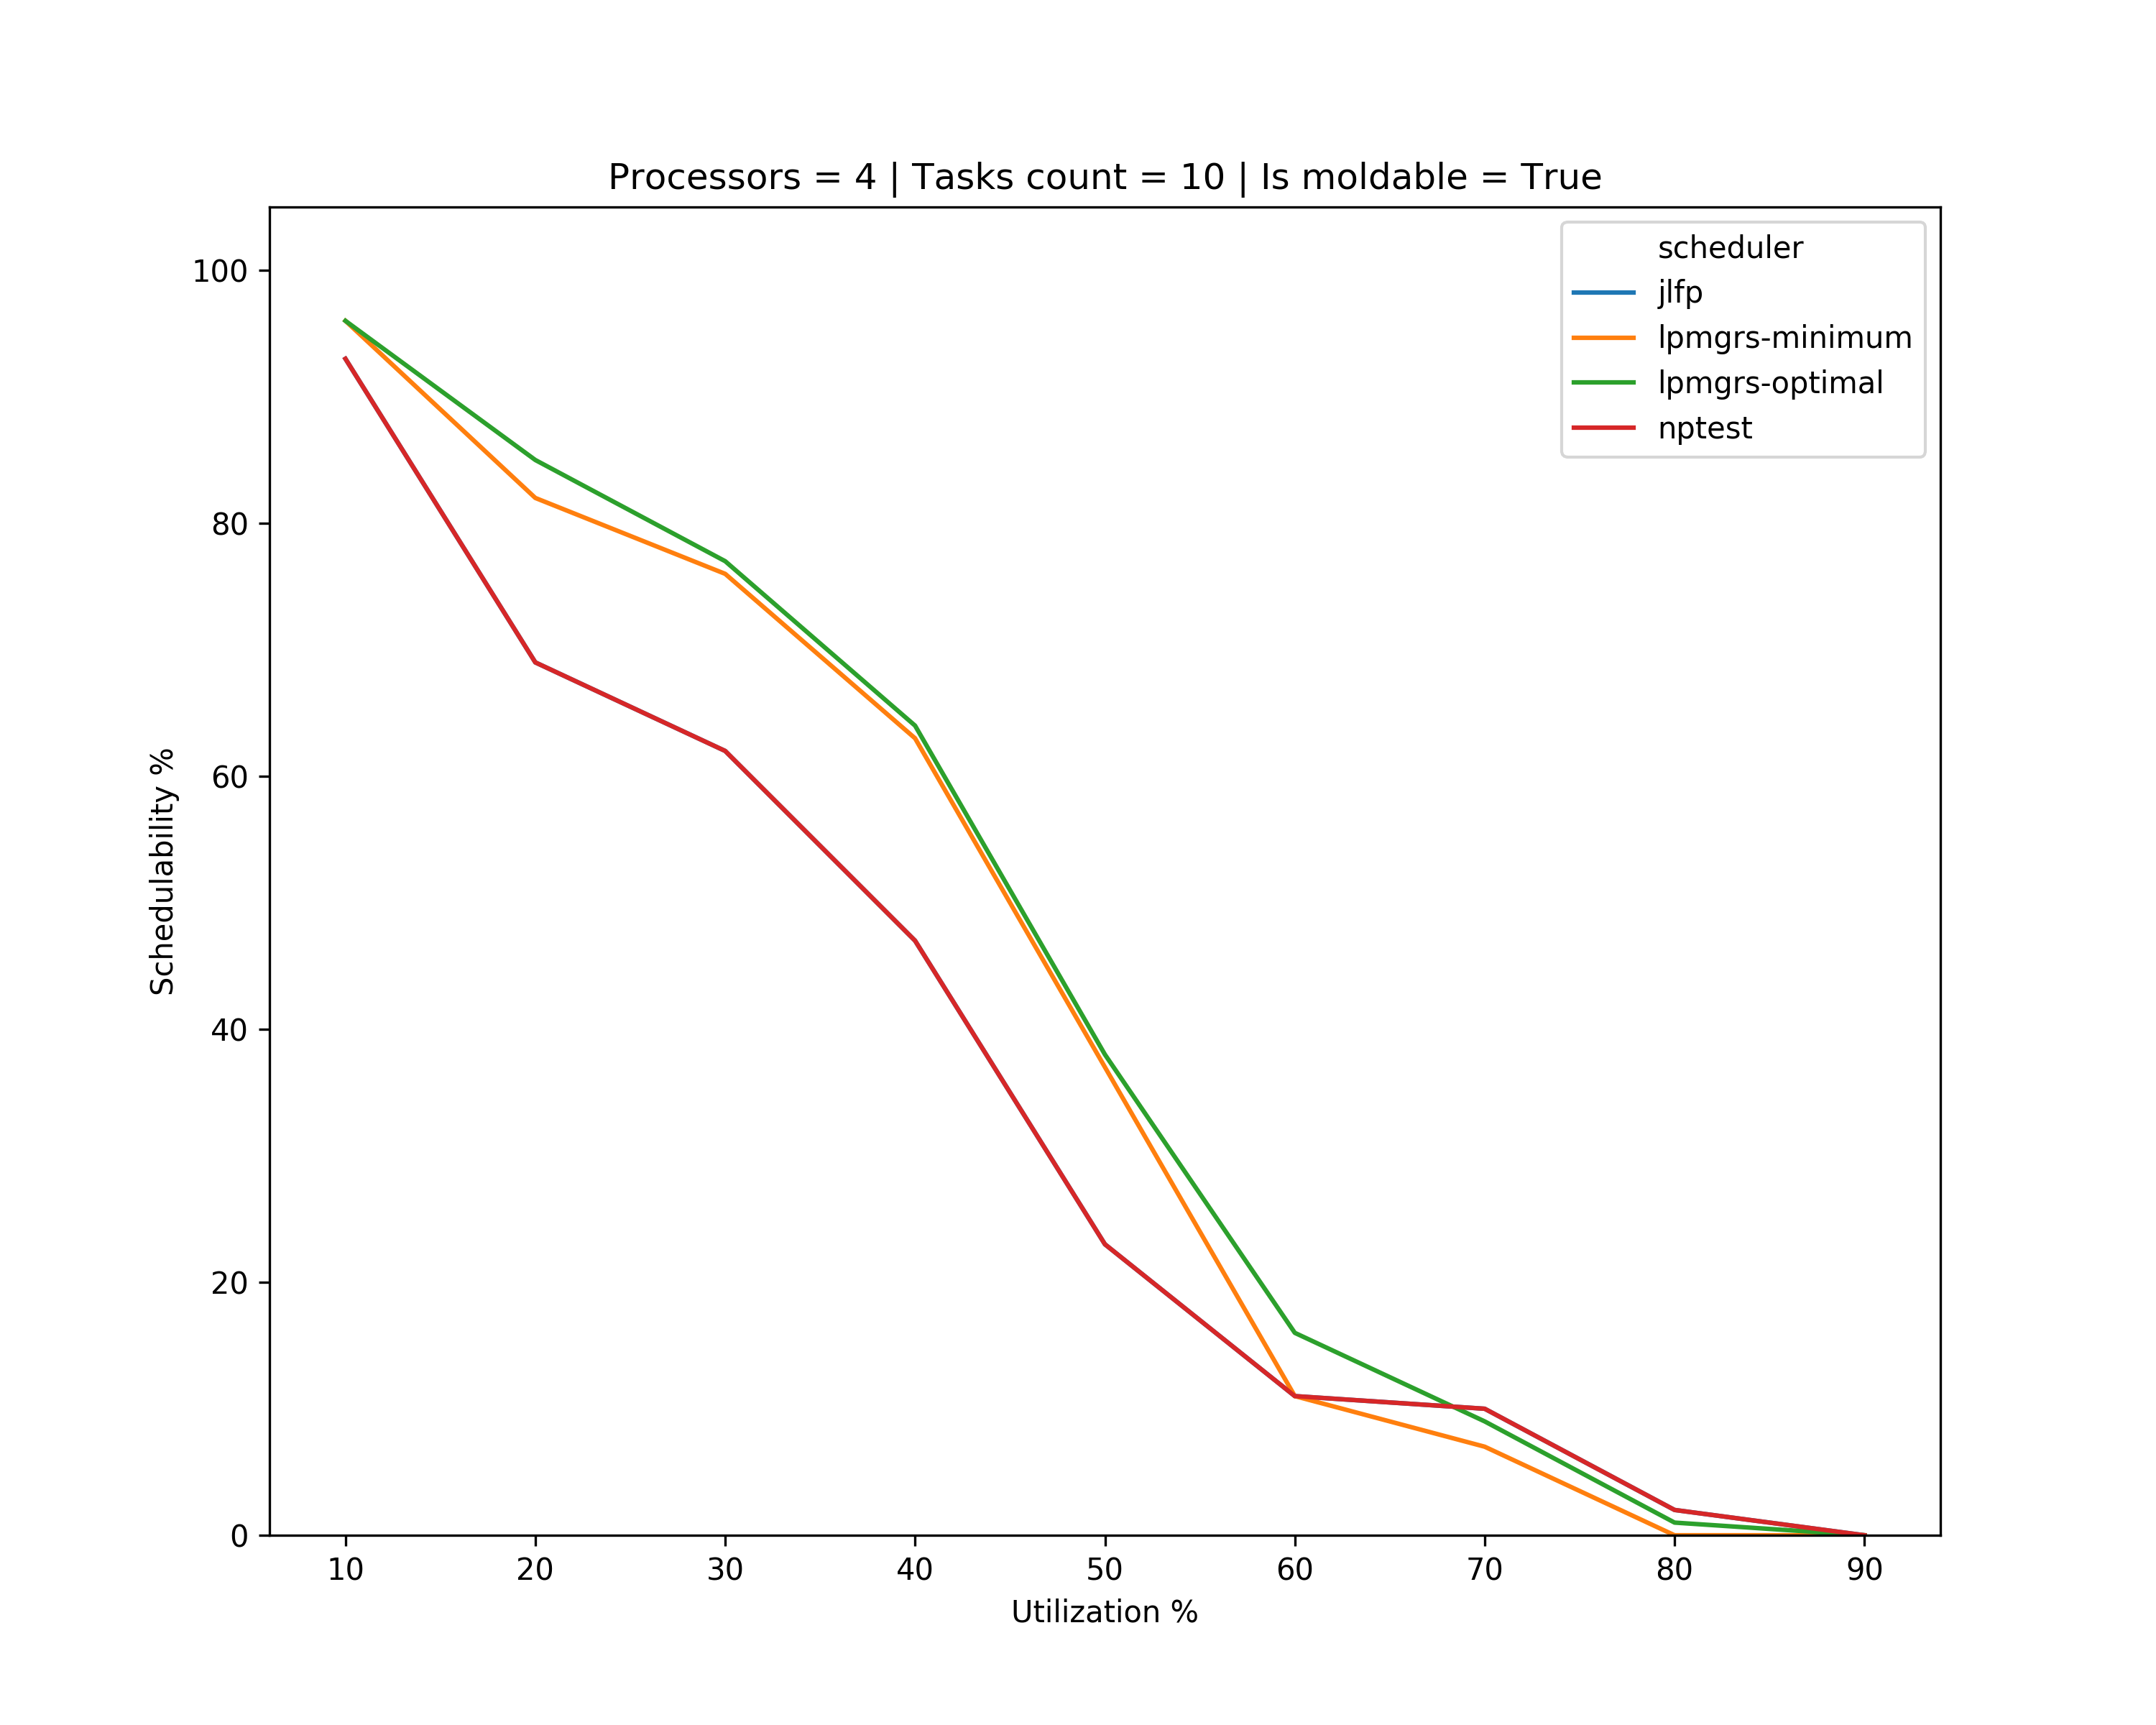 Processors = 4 | Tasks count = 10 | Is moldable = True
scheduler
jlfp
lpmgrs-minimum
lpmgrs-optimal
nptest
Schedulability %
100
80
60
40
20
0
10 20 30 40 50 60 70 80 90
Utilization %